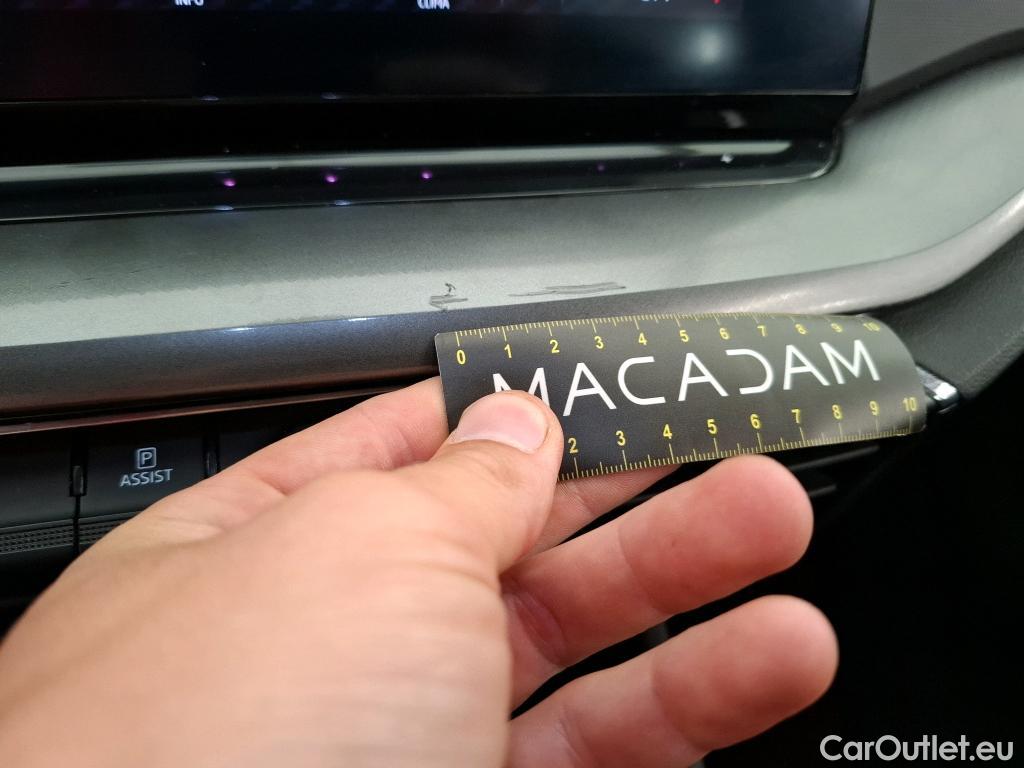 INFO CLIMA
0 1 2 3 4 5 6 7 8 9 10
MACADAM
2 3 4 5 6 7 8 9 10
P
ASSIST
CarOutlet.eu